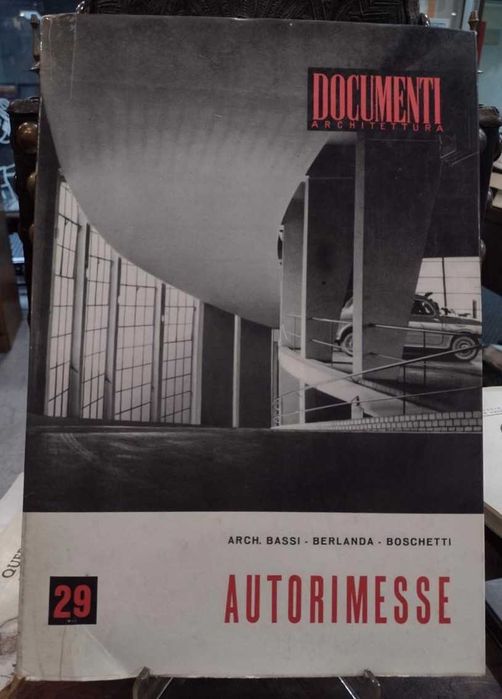 DOCUMENTI
ARCHITETTURA
ARCH. BASSI - BERLANDA - BOSCHETTI
29
AUTORIMESSE